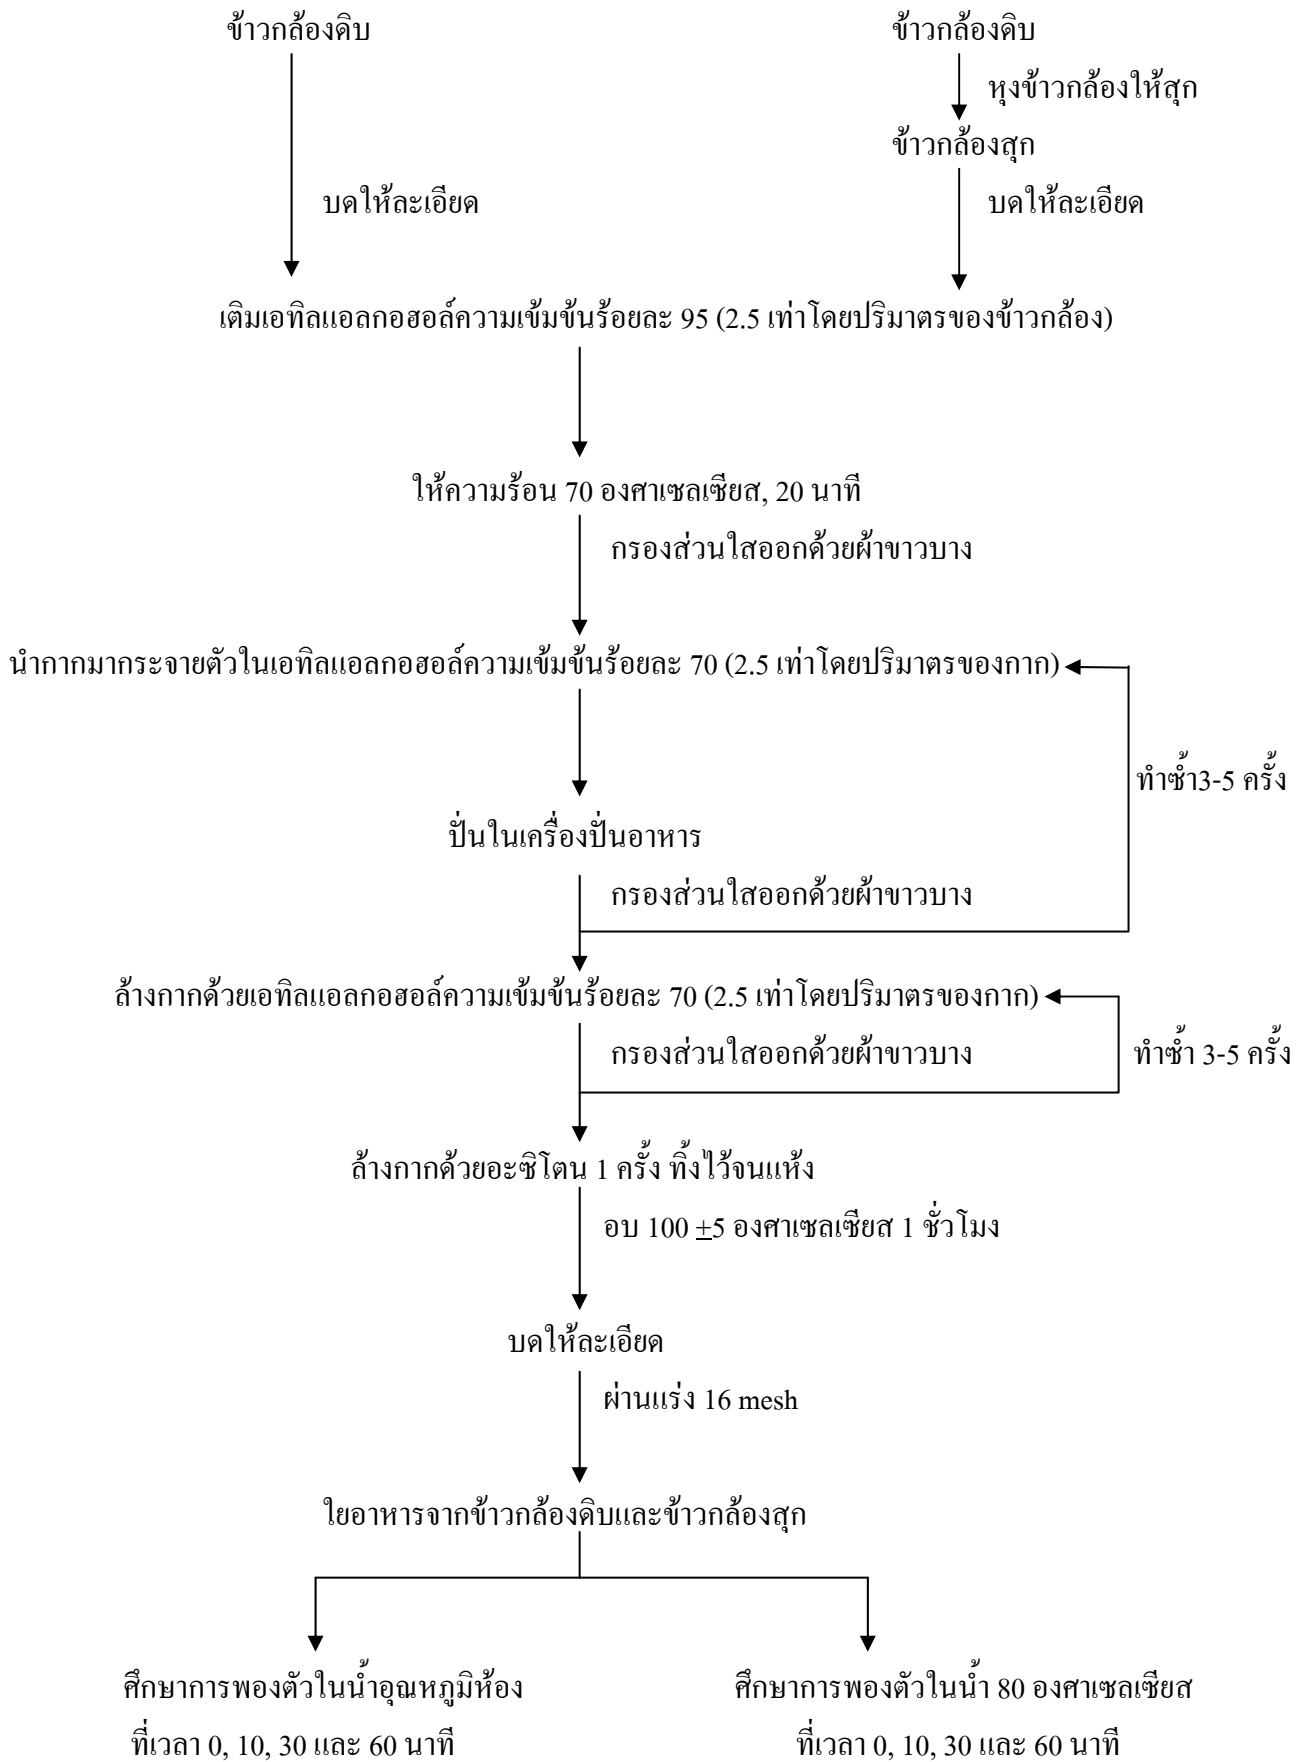 ข้าวกล้องดิบ
ข้าวกล้องดิบ
หุงข้าวกล้องให้สุก
ข้าวกล้องสุก
บดให้ละเอียด
บดให้ละเอียด
เติมเอทิลแอลกอฮอล์ความเข้มข้นร้อยละ 95 (2.5 เท่าโดยปริมาตรของข้าวกล้อง)
ให้ความร้อน 70 องศาเซลเซียส, 20 นาที
กรองส่วนใสออกด้วยผ้าขาวบาง
นำกากมากระจายตัวในเอทิลแอลกอฮอล์ความเข้มข้นร้อยละ 70 (2.5 เท่าโดยปริมาตรของกาก)
ทำซ้ำ3-5 ครั้ง
ปั่นในเครื่องปั่นอาหาร
กรองส่วนใสออกด้วยผ้าขาวบาง
ล้างกากด้วยเอทิลแอลกอฮอล์ความเข้มข้นร้อยละ 70 (2.5 เท่าโดยปริมาตรของกาก)
กรองส่วนใสออกด้วยผ้าขาวบาง
ทำซ้ำ 3-5 ครั้ง
ล้างกากด้วยอะซิโตน 1 ครั้ง ทิ้งไว้จนแห้ง
อบ 100 ±5 องศาเซลเซียส 1 ชั่วโมง
บดให้ละเอียด
ผ่านแร่ง 16 mesh
ใยอาหารจากข้าวกล้องดิบและข้าวกล้องสุก
ศึกษาการพองตัวในน้ำอุณหภูมิห้อง
ที่เวลา 0, 10, 30 และ 60 นาที
ศึกษาการพองตัวในน้ำ 80 องศาเซลเซียส
ที่เวลา 0, 10, 30 และ 60 นาที